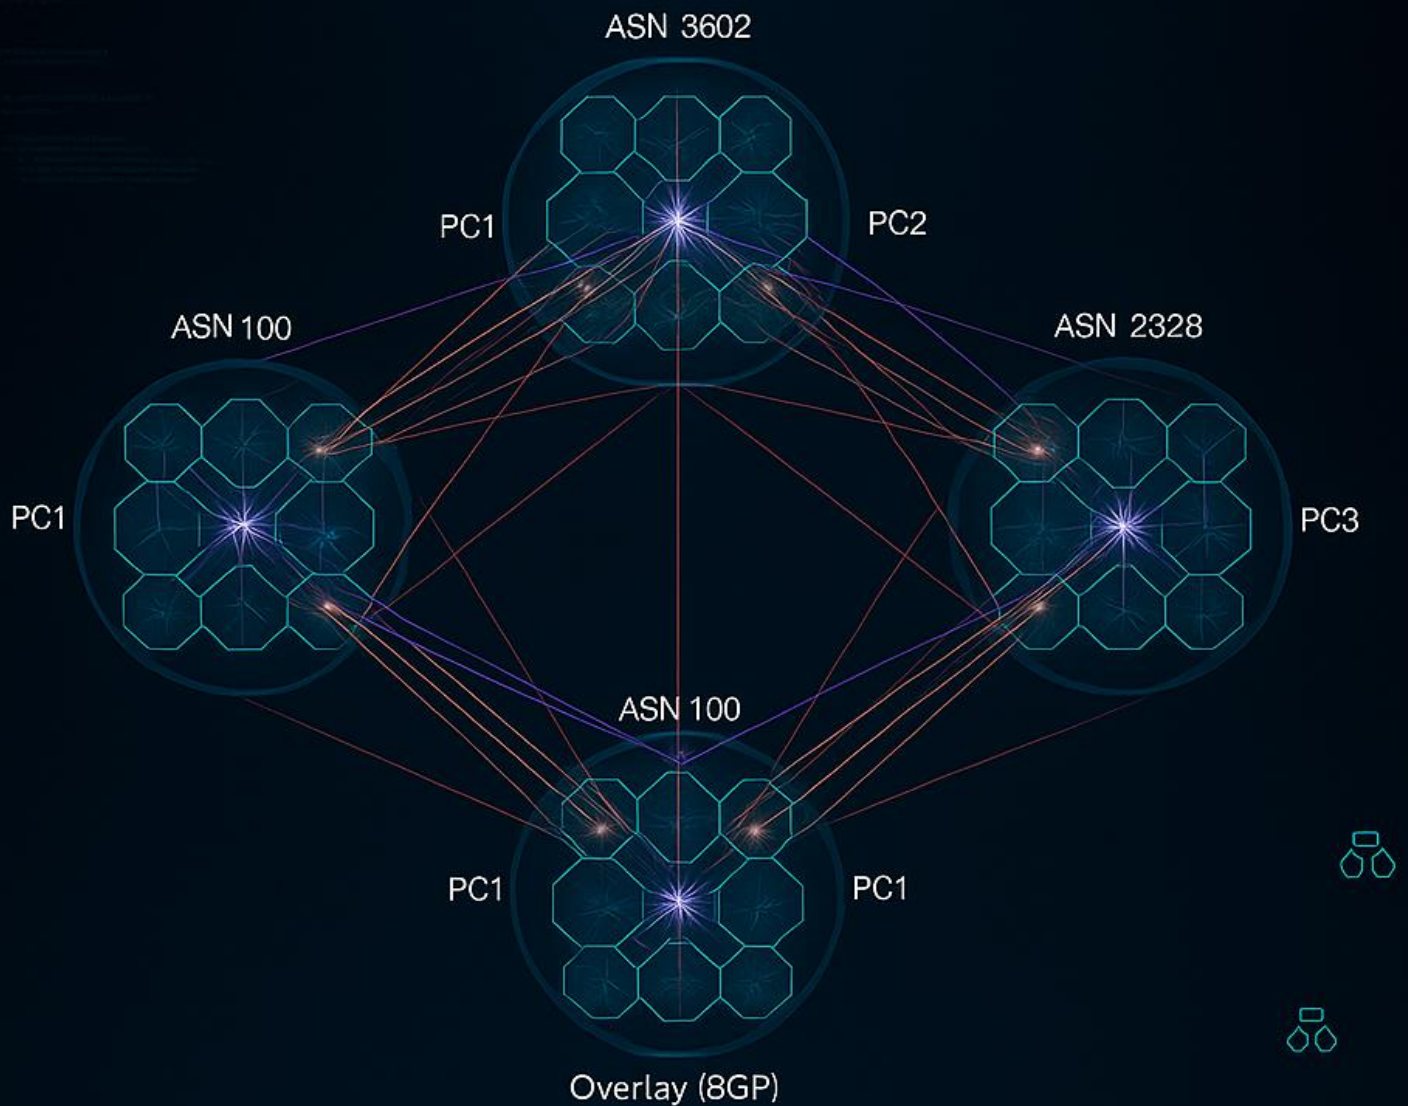 ASN 3602
PC1
PC2
ASN 100
ASN 2328
PC1
PC3
ASN 100
PC1
PC1
Overlay (8GP)